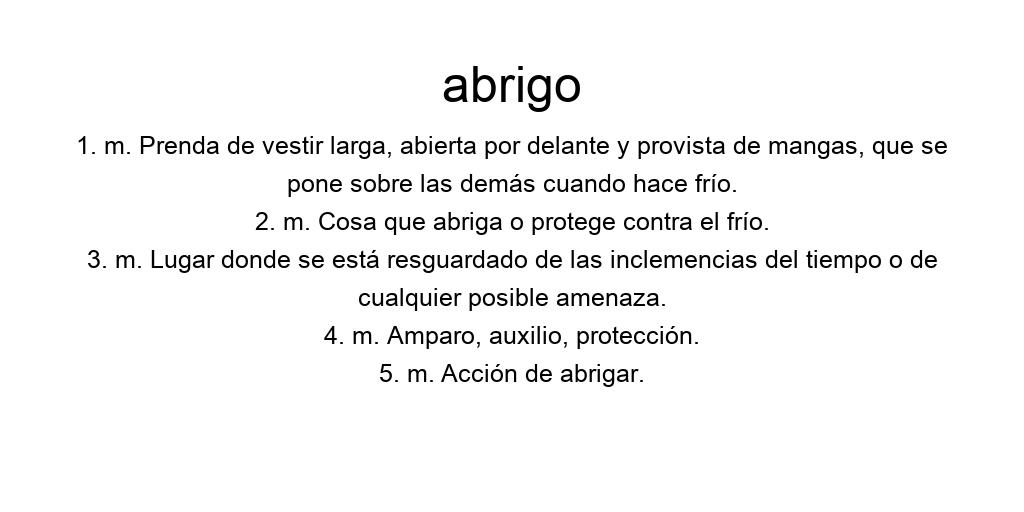 abrigo
1. m. Prenda de vestir larga, abierta por delante y provista de mangas, que se
pone sobre las demás cuando hace frío.
2. m. Cosa que abriga o protege contra el frío.
3. m. Lugar donde se está resguardado de las inclemencias del tiempo o de
cualquier posible amenaza.
4. m. Amparo, auxilio, protección.
5. m. Acción de abrigar.